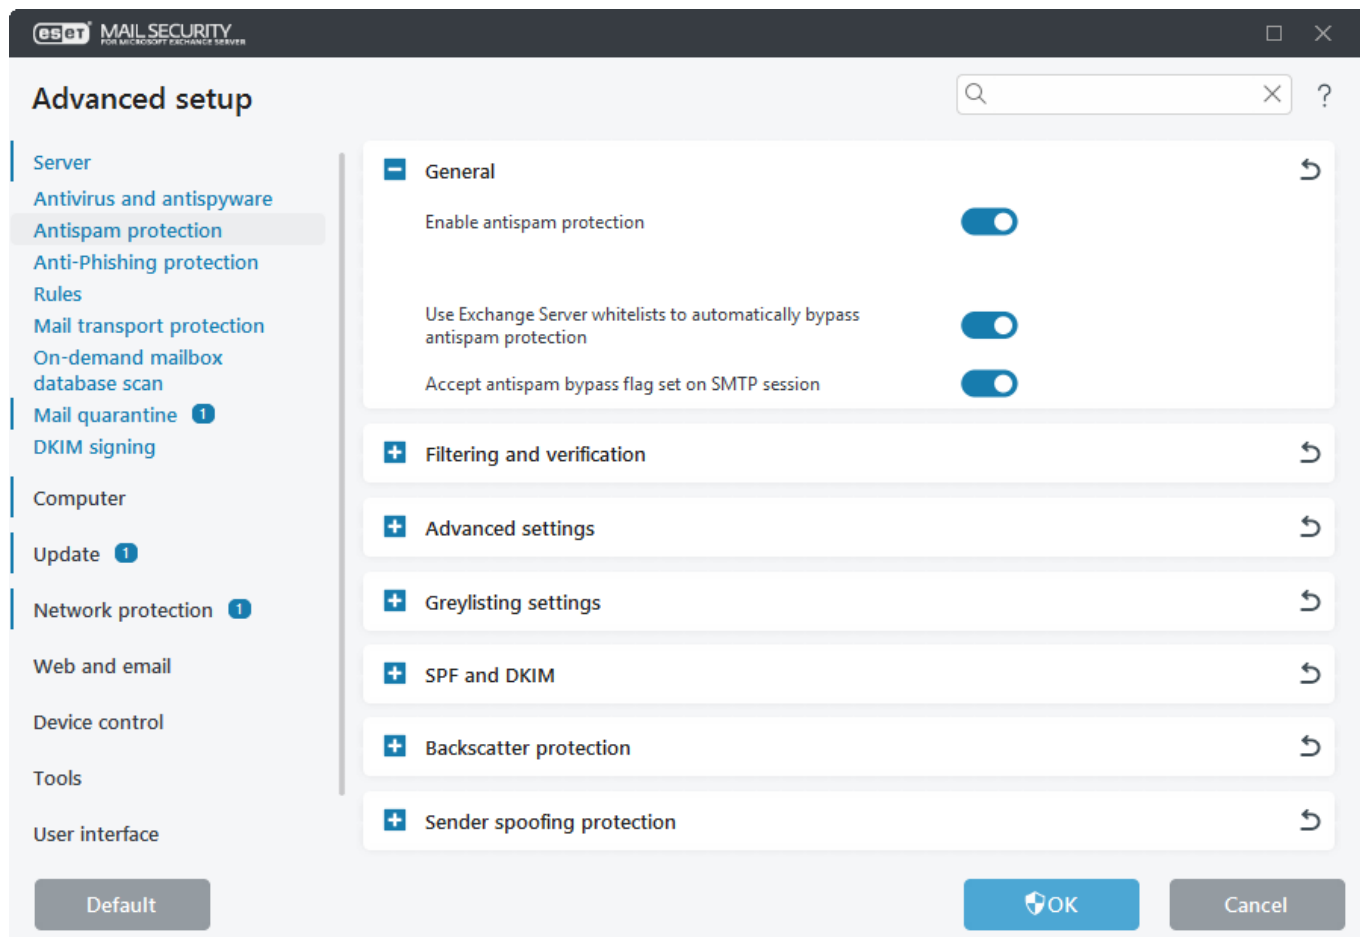 eset MAIL SECURITY
FOR MICROSOFT EXCHANGE SERVER
Advanced setup
?
Server
Antivirus and antispyware
Antispam protection
Anti-Phishing protection
Rules
Mail transport protection
On-demand mailbox
database scan
Mail quarantine 1
DKIM signing
Computer
Update 1
Network protection 1
Web and email
Device control
Tools
User interface
General
Enable antispam protection
Use Exchange Server whitelists to automatically bypass
antispam protection
Accept antispam bypass flag set on SMTP session
Filtering and verification
Advanced settings
Greylisting settings
SPF and DKIM
Backscatter protection
Sender spoofing protection
Default
OK
Cancel